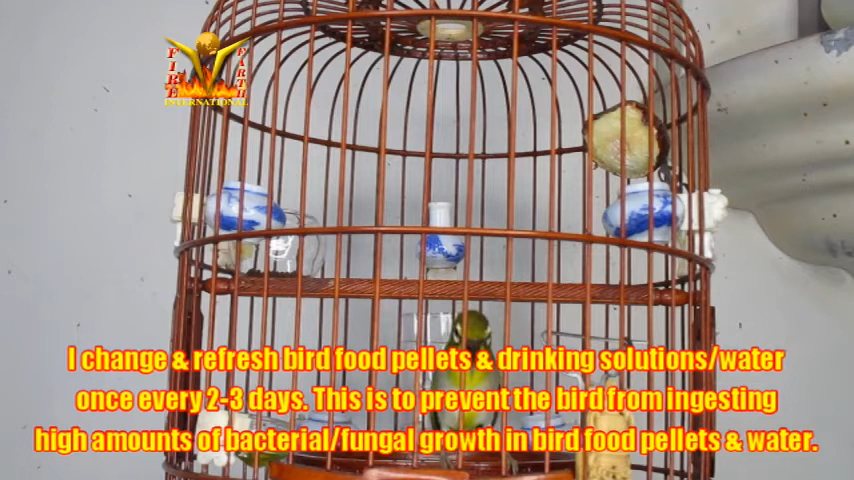 FIRE
EARTH
INTERNATIONAL
I change & refresh bird food pellets & drinking solutions/water
once every 2-3 days. This is to prevent the bird from ingesting
high amounts of bacterial/fungal growth in bird food pellets & water.